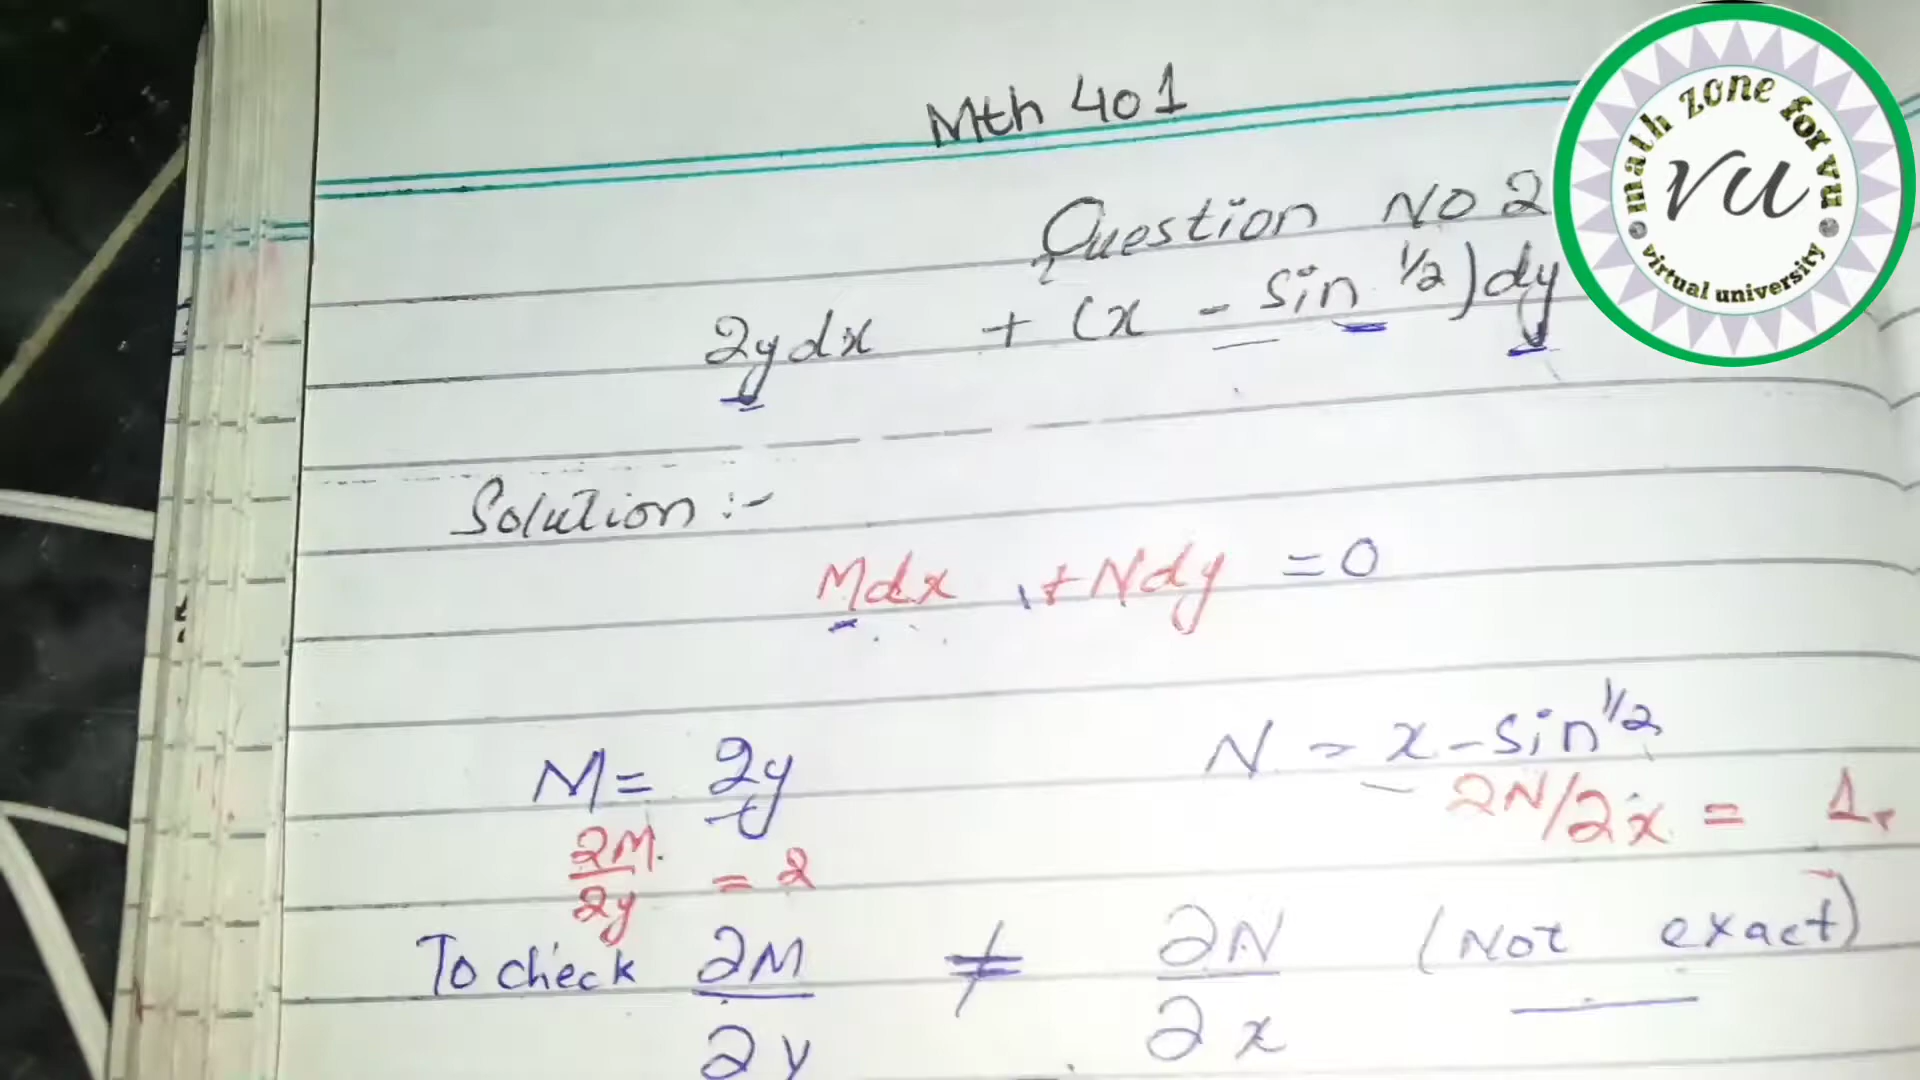 Mth 401
Question NO 2
2ydx + (x - sin 1/2)dy
Solution :-
Mdx + Ndy = 0
M = 2y
N = x - sin^1/2
∂M/∂y = 2
∂N/∂x = 1
To check ∂M/∂y ≠ ∂N/∂x (Not exact)
math zone for vu
vu
virtual university